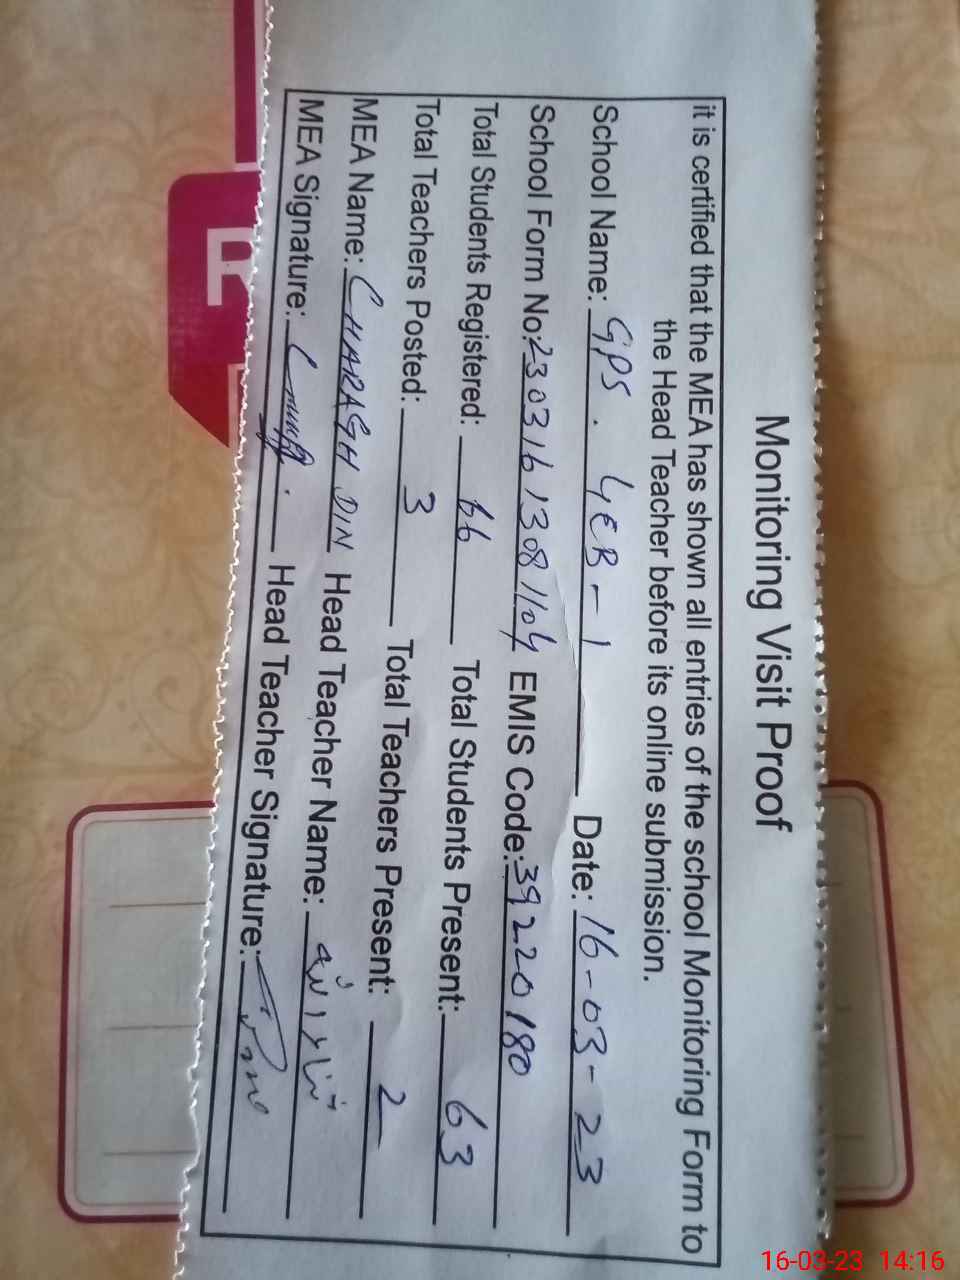 Monitoring Visit Proof
it is certified that the MEA has shown all entries of the school Monitoring Form to
the Head Teacher before its online submission.
School Name: GPS. 4EB-1 Date: 16-03-23
School Form No: 230316 1308 1104 EMIS Code: 39220180
Total Students Registered: 66 Total Students Present: 63
Total Teachers Posted: 3 Total Teachers Present: 2
MEA Name: CHARAGH DIN Head Teacher Name:
MEA Signature: Head Teacher Signature:
16-03-23 14:16